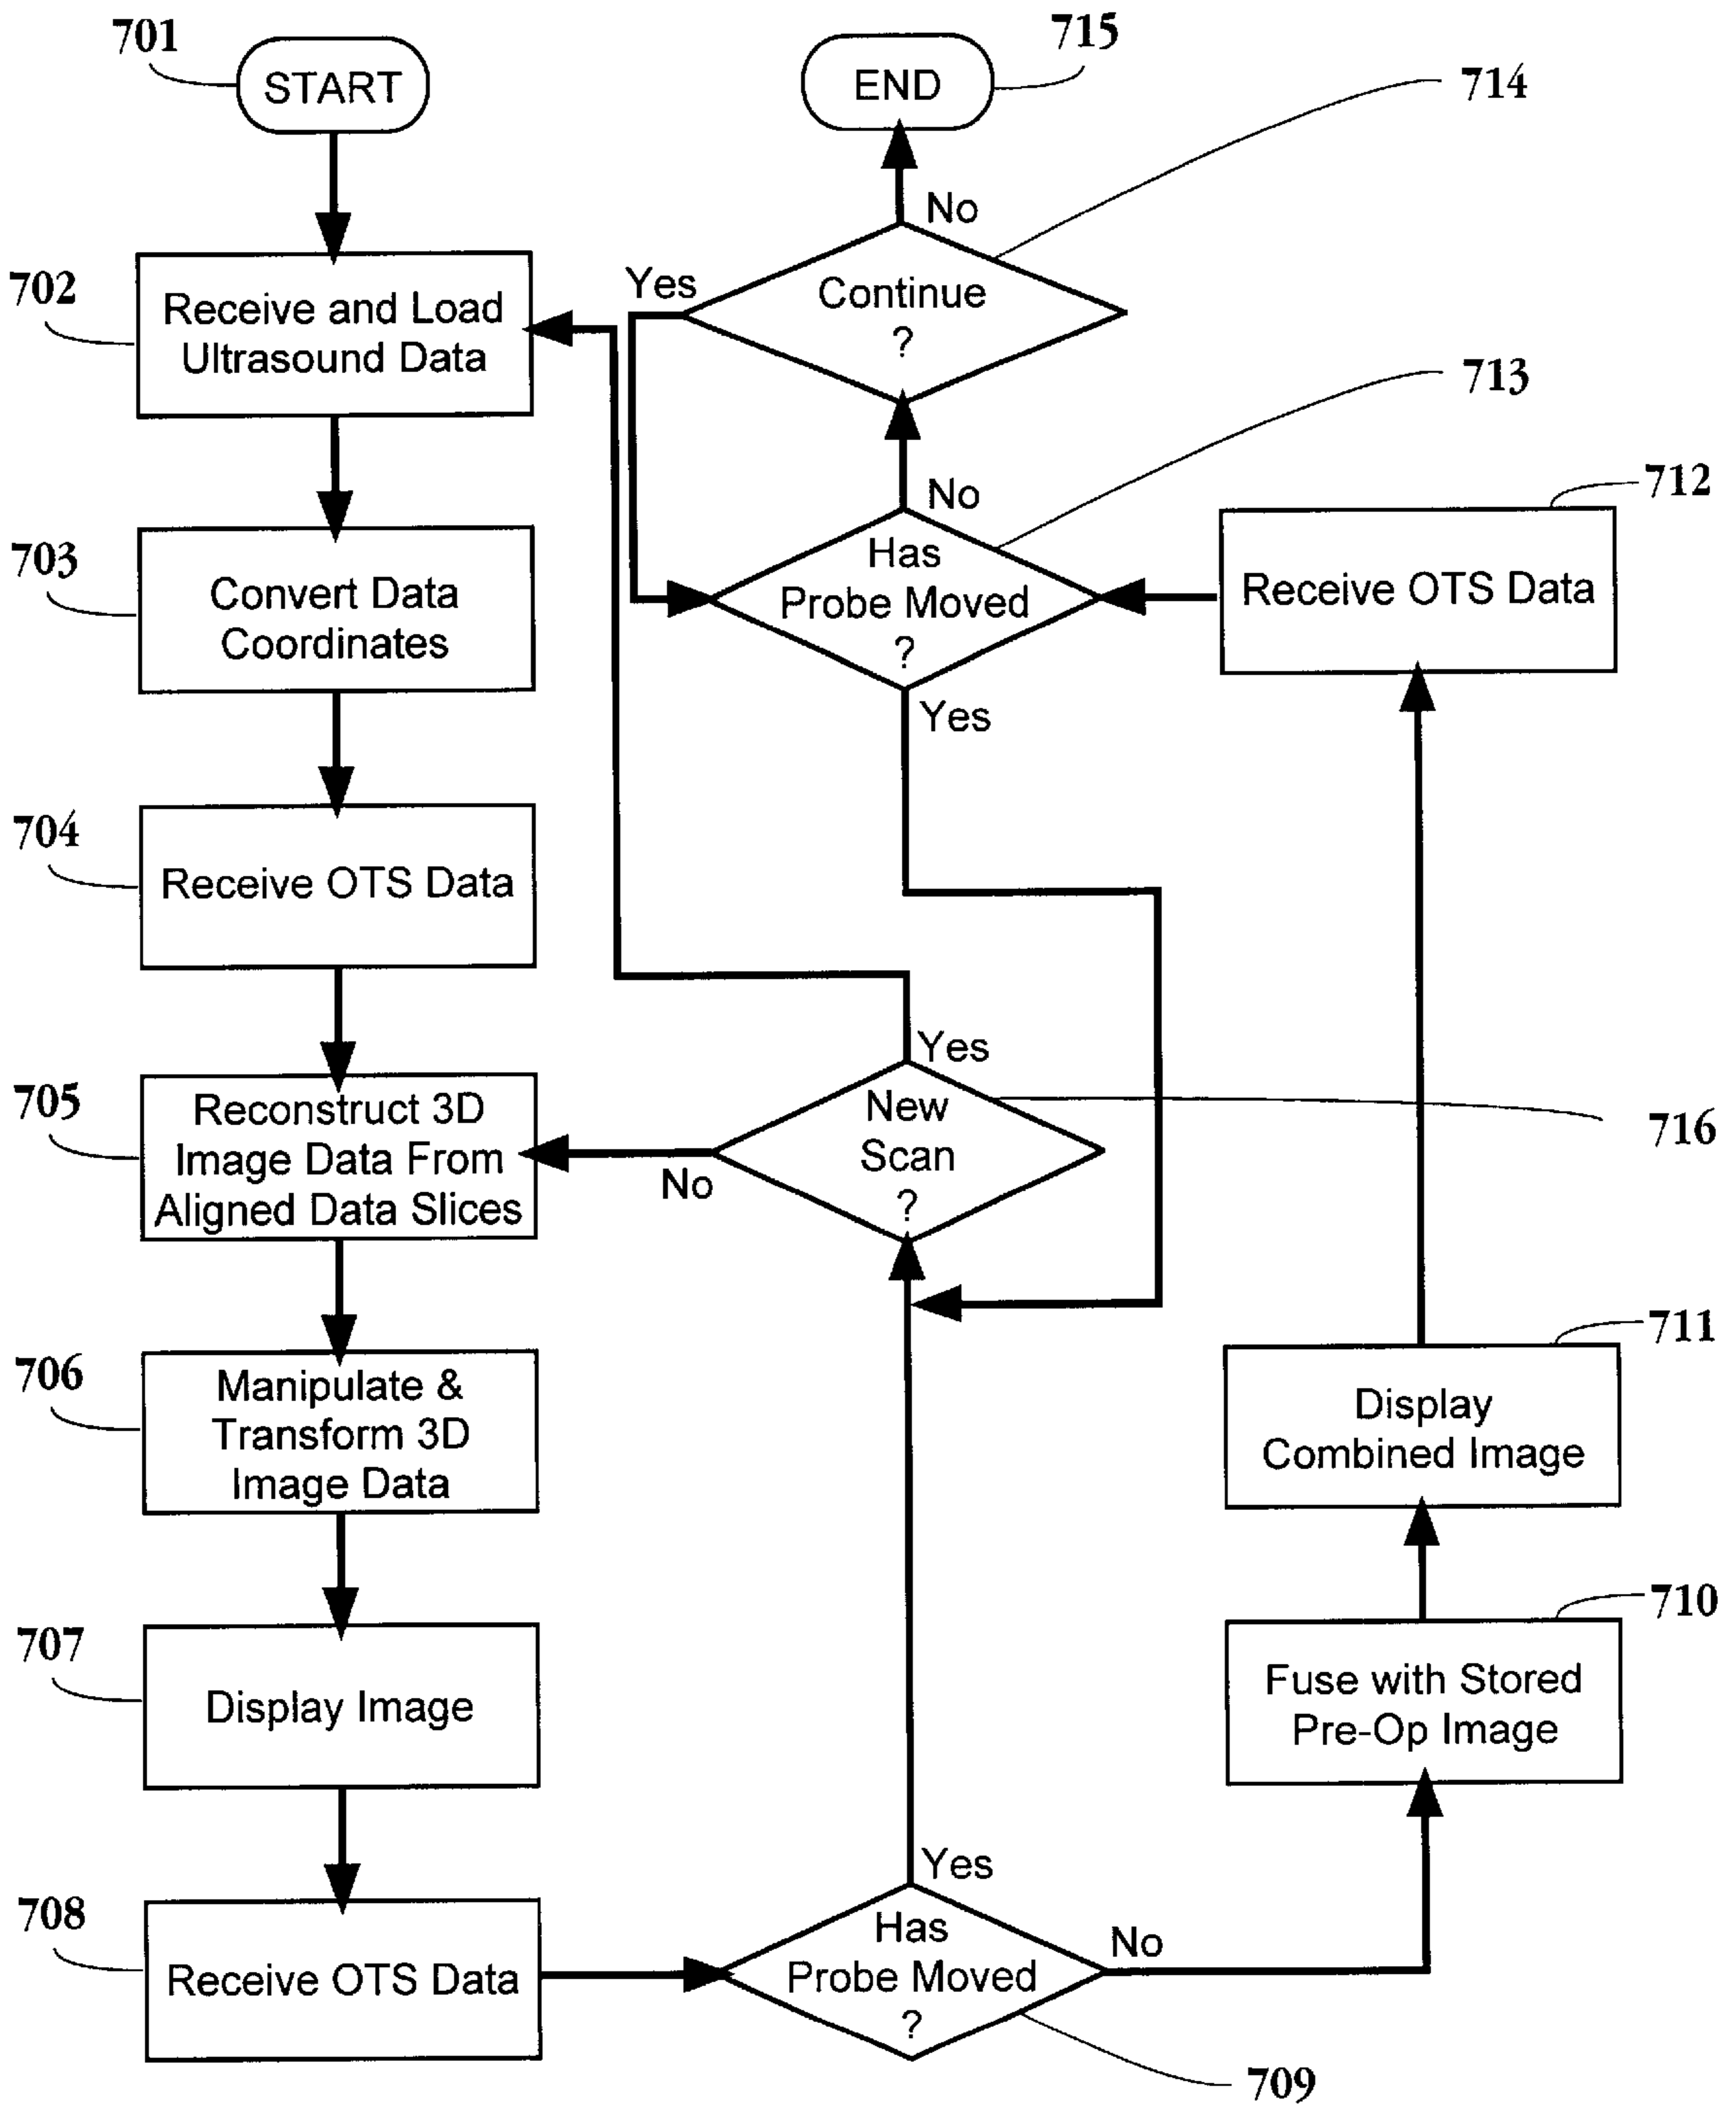 701
START
702
Receive and Load
Ultrasound Data
703
Convert Data
Coordinates
704
Receive OTS Data
705
Reconstruct 3D
Image Data From
Aligned Data Slices
706
Manipulate &
Transform 3D
Image Data
707
Display Image
708
Receive OTS Data
715
END
714
No
Yes
Continue
?
713
No
Has
Probe Moved
?
Yes
712
Receive OTS Data
Yes
New
Scan
?
No
716
711
Display
Combined Image
710
Fuse with Stored
Pre-Op Image
Yes
Has
Probe Moved
?
No
709